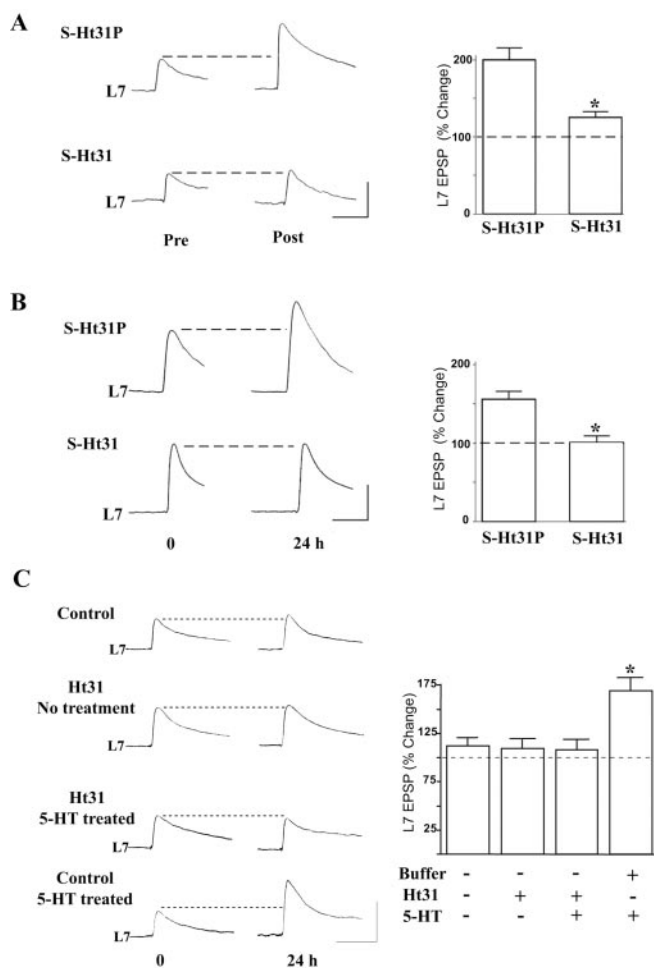 A
S-Ht31P
L7
S-Ht31
L7
Pre
Post
L7 EPSP (% Change)
200
100
0
*
S-Ht31P
S-Ht31
B
S-Ht31P
L7
S-Ht31
L7
0
24 h
L7 EPSP (% Change)
200
100
0
*
S-Ht31P
S-Ht31
C
Control
L7
Ht31
No treatment
L7
Ht31
5-HT treated
L7
Control
5-HT treated
L7
0
24 h
L7 EPSP (% Change)
175
125
75
25
*
Buffer - - - +
Ht31 - + + -
5-HT - - + +